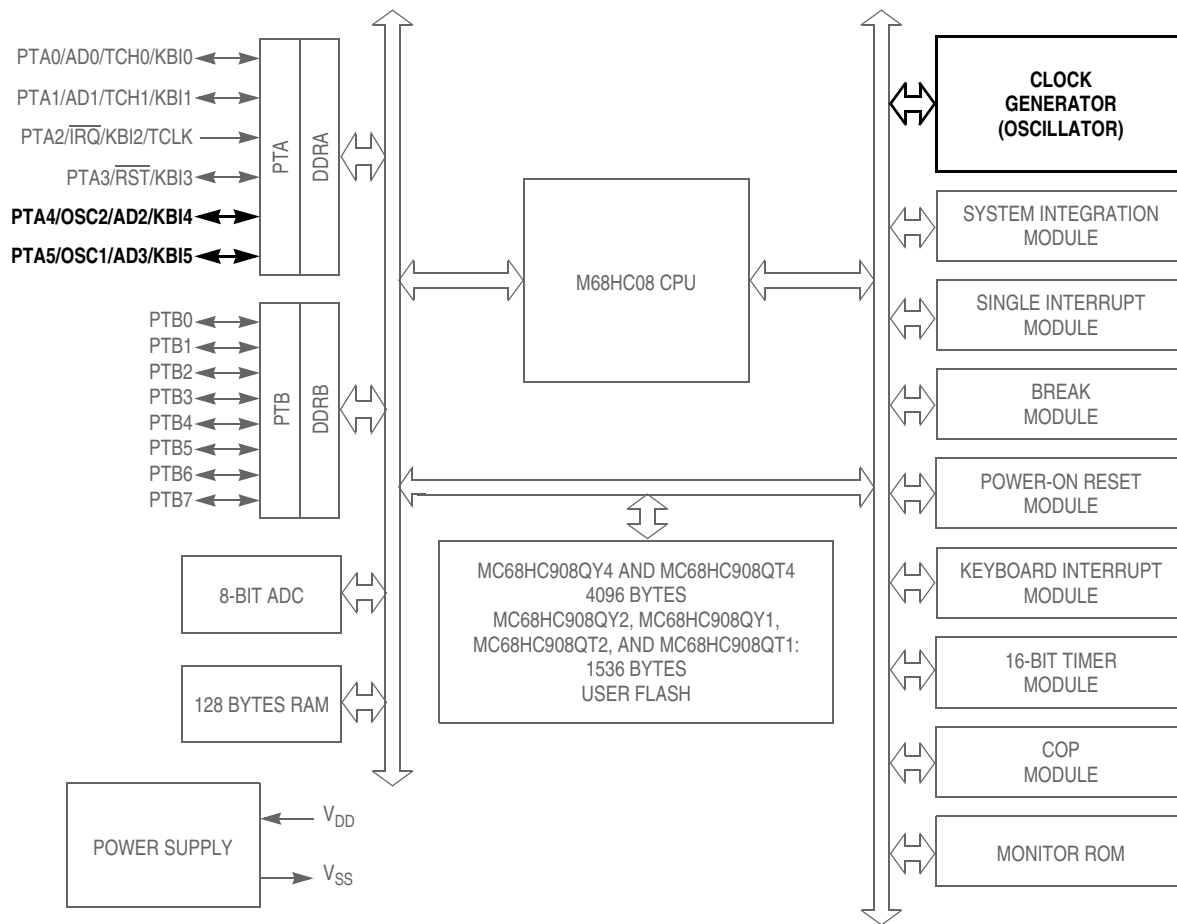 PTA0/AD0/TCH0/KBI0
PTA1/AD1/TCH1/KBI1
PTA2/IRQ/KBI2/TCLK
PTA3/RST/KBI3
PTA4/OSC2/AD2/KBI4
PTA5/OSC1/AD3/KBI5
PTA
DDRA
PTB0
PTB1
PTB2
PTB3
PTB4
PTB5
PTB6
PTB7
PTB
DDRB
8-BIT ADC
128 BYTES RAM
POWER SUPPLY
VDD
VSS
M68HC08 CPU
MC68HC908QY4 AND MC68HC908QT4
4096 BYTES
MC68HC908QY2, MC68HC908QY1,
MC68HC908QT2, AND MC68HC908QT1:
1536 BYTES
USER FLASH
CLOCK
GENERATOR
(OSCILLATOR)
SYSTEM INTEGRATION
MODULE
SINGLE INTERRUPT
MODULE
BREAK
MODULE
POWER-ON RESET
MODULE
KEYBOARD INTERRUPT
MODULE
16-BIT TIMER
MODULE
COP
MODULE
MONITOR ROM